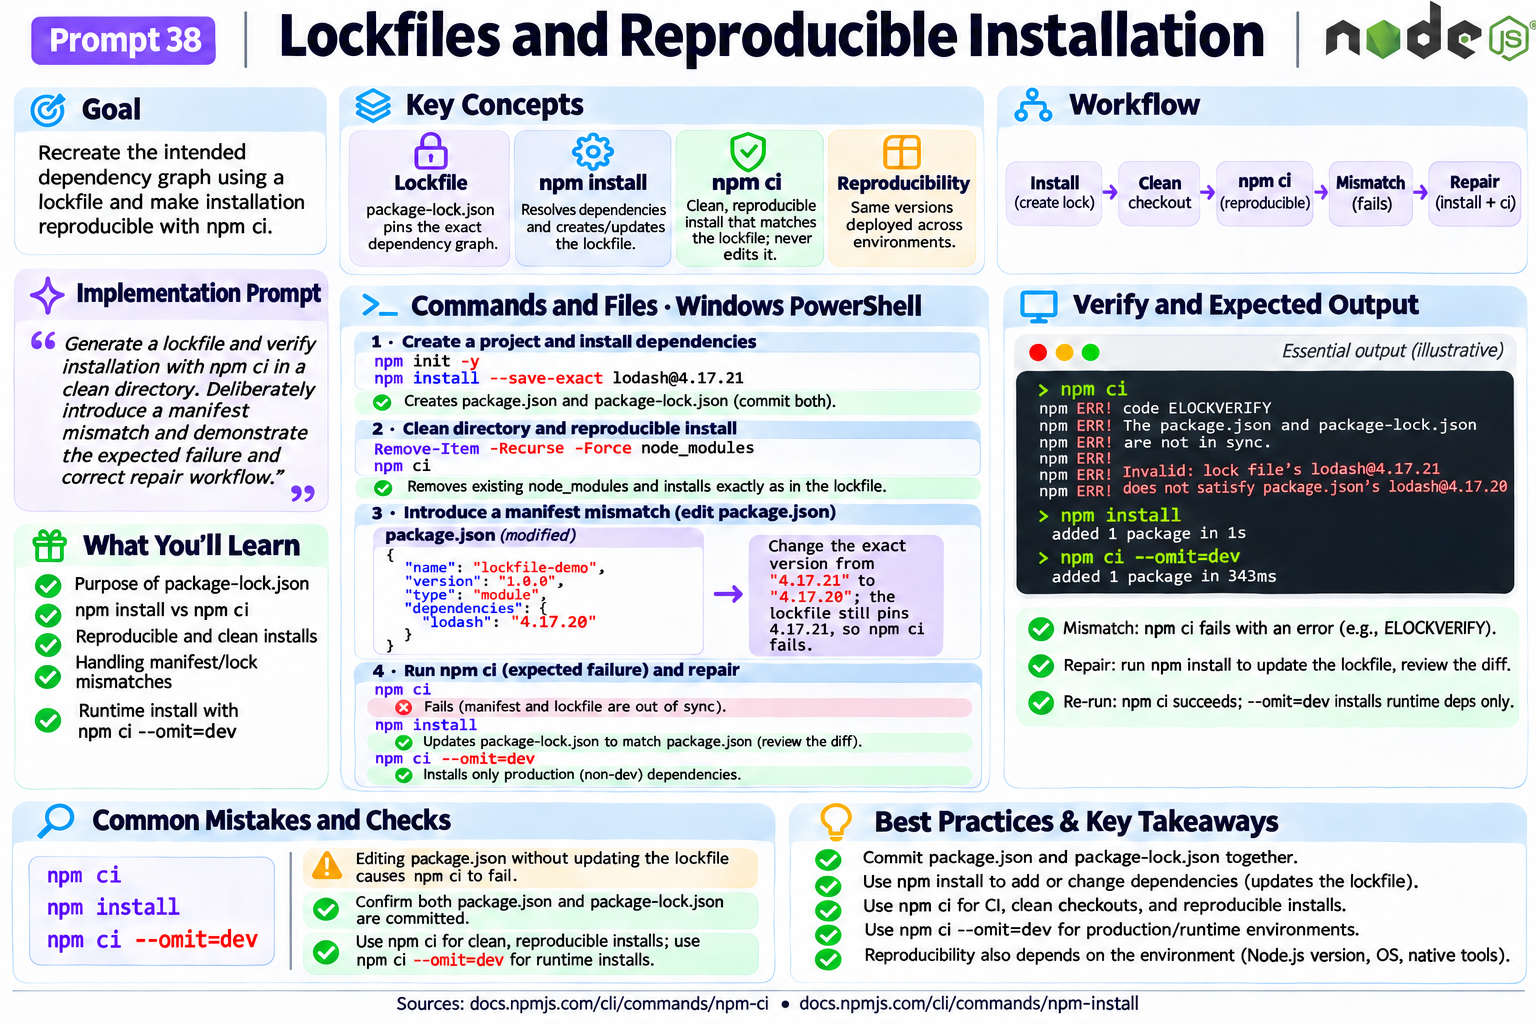 Prompt 38
Lockfiles and Reproducible Installation
node
JS
Goal
Recreate the intended
dependency graph using a
lockfile and make installation
reproducible with npm ci.
Key Concepts
Lockfile
package-lock.json
pins the exact
dependency graph.
npm install
Resolves dependencies
and creates/updates
the lockfile.
npm ci
Clean, reproducible
install that matches
the lockfile; never
edits it.
Reproducibility
Same versions
deployed across
environments.
Workflow
Install
(create lock)
Clean
checkout
npm ci
(reproducible)
Mismatch
(fails)
Repair
(install + ci)
Implementation Prompt
“Generate a lockfile and verify
installation with npm ci in a
clean directory. Deliberately
introduce a manifest
mismatch and demonstrate
the expected failure and
correct repair workflow.”
”
What You’ll Learn
Purpose of package-lock.json
npm install vs npm ci
Reproducible and clean installs
Handling manifest/lock
mismatches
Runtime install with
npm ci --omit=dev
Commands and Files · Windows PowerShell
1 · Create a project and install dependencies
npm init -y
npm install --save-exact lodash@4.17.21
Creates package.json and package-lock.json (commit both).
2 · Clean directory and reproducible install
Remove-Item -Recurse -Force node_modules
npm ci
Removes existing node_modules and installs exactly as in the lockfile.
3 · Introduce a manifest mismatch (edit package.json)
package.json (modified)
{
"name": "lockfile-demo",
"version": "1.0.0",
"type": "module",
"dependencies": {
"lodash": "4.17.20"
}
}
Change the exact
version from
"4.17.21" to
"4.17.20"; the
lockfile still pins
4.17.21, so npm ci
fails.
4 · Run npm ci (expected failure) and repair
npm ci
Fails (manifest and lockfile are out of sync).
npm install
Updates package-lock.json to match package.json (review the diff).
npm ci --omit=dev
Installs only production (non-dev) dependencies.
Verify and Expected Output
Essential output (illustrative)
> npm ci
npm ERR! code ELOCKVERIFY
npm ERR! The package.json and package-lock.json
npm ERR! are not in sync.
npm ERR!
npm ERR! Invalid: lock file’s lodash@4.17.21
npm ERR! does not satisfy package.json’s lodash@4.17.20
> npm install
added 1 package in 1s
> npm ci --omit=dev
added 1 package in 343ms
Mismatch: npm ci fails with an error (e.g., ELOCKVERIFY).
Repair: run npm install to update the lockfile, review the diff.
Re-run: npm ci succeeds; --omit=dev installs runtime deps only.
Common Mistakes and Checks
npm ci
npm install
npm ci --omit=dev
Editing package.json without updating the lockfile
causes npm ci to fail.
Confirm both package.json and package-lock.json
are committed.
Use npm ci for clean, reproducible installs; use
npm ci --omit=dev for runtime installs.
Best Practices & Key Takeaways
Commit package.json and package-lock.json together.
Use npm install to add or change dependencies (updates the lockfile).
Use npm ci for CI, clean checkouts, and reproducible installs.
Use npm ci --omit=dev for production/runtime environments.
Reproducibility also depends on the environment (Node.js version, OS, native tools).
Sources: docs.npmjs.com/cli/commands/npm-ci • docs.npmjs.com/cli/commands/npm-install